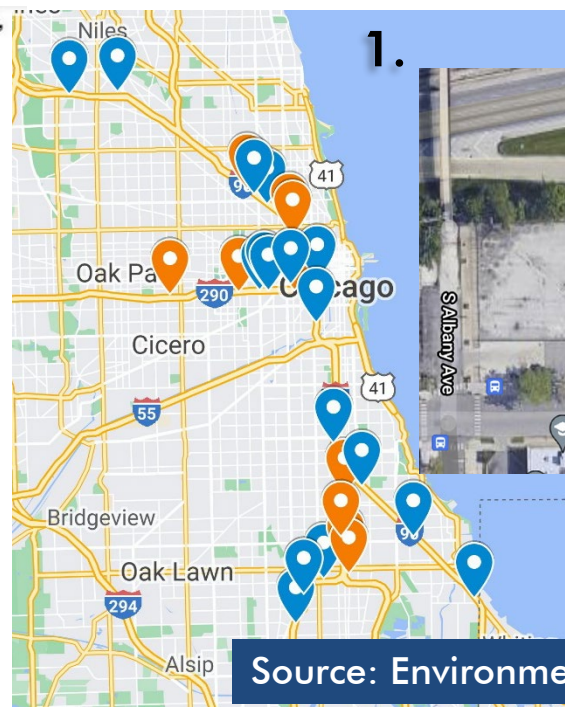 Niles
1.
41
90
Oak Pa
290
Chicago
S Albany Ave
Cicero
41
55
Bridgeview
90
Oak Lawn
294
Alsip
Source: Environme